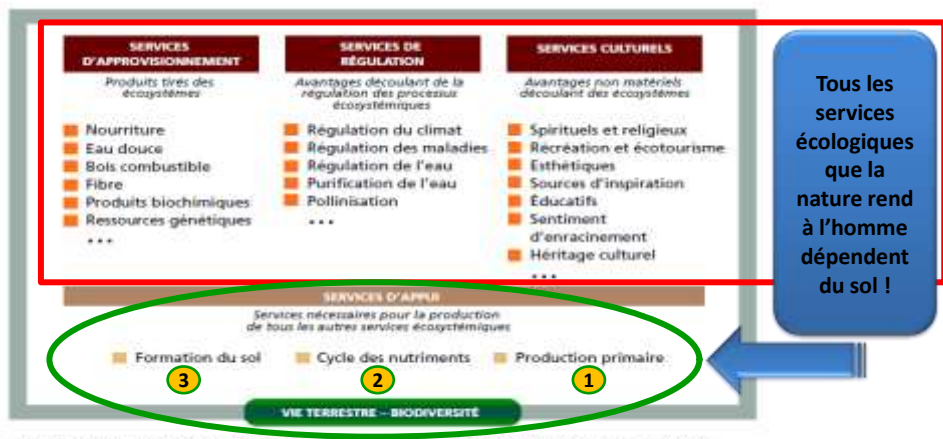 SERVICES
D'APPROVISIONNEMENT
Produits tirés des
écosystèmes
Nourriture
Eau douce
Bois combustible
Fibre
Produits biochimiques
Ressources génétiques
...
SERVICES DE
RÉGULATION
Avantages découlant de la
régulation des processus
écosystémiques
Régulation du climat
Régulation des maladies
Régulation de l'eau
Purification de l'eau
Pollinisation
...
SERVICES CULTURELS
Avantages non matériels
découlant des écosystèmes
Spirituels et religieux
Récréation et écotourisme
Esthétiques
Sources d'inspiration
Éducatifs
Sentiment
d'enracinement
Héritage culturel
...
Tous les
services
écologiques
que la
nature rend
à l'homme
dépendent
du sol !
SERVICES D'APPUI
Services nécessaires pour la production
de tous les autres services écosystémiques
Formation du sol
Cycle des nutriments
Production primaire
3
2
1
VIE TERRESTRE – BIODIVERSITÉ